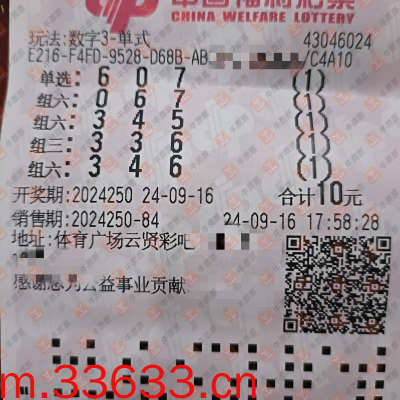 中国福利彩票
CHINA WELFARE LOTTERY
玩法:数字3-单式 43046024
E216-F4FD-9528-D68B-AB /C4A10
单选: 6 0 7 (1)
组六: 0 6 7 (1)
组六: 3 4 5 (1)
组三: 3 3 6 (1)
组六: 3 4 6 (1)
开奖期:2024250 24-09-16 合计10元
销售期:2024250-84 24-09-16 17:58:28
地址:体育广场云贤彩吧
感谢您为公益事业贡献
m.33633.cn